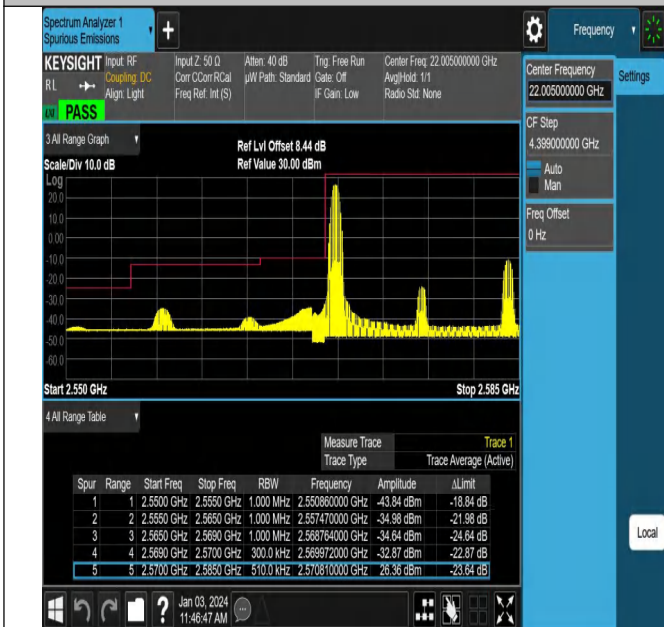 Spectrum Analyzer 1
Spurious Emissions
+
Frequency
KEYSIGHT Input: RF Input Z: 50 Ω Atten: 40 dB Trig: Free Run Center Freq: 22.005000000 GHz
RL Coupling: DC Corr CCorr RCal µW Path: Standard Gate: Off Avg|Hold: 1/1
Align: Light Freq Ref: Int (S) IF Gain: Low Radio Std: None
PASS
Center Frequency
22.005000000 GHz
Settings
CF Step
4.399000000 GHz
Auto
Man
Freq Offset
0 Hz
3 All Range Graph
Ref Lvl Offset 8.44 dB
Scale/Div 10.0 dB Ref Value 30.00 dBm
Log
20.0
10.0
0.00
-10.0
-20.0
-30.0
-40.0
-50.0
-60.0
Start 2.550 GHz Stop 2.585 GHz
4 All Range Table
Measure Trace Trace 1
Trace Type Trace Average (Active)
Spur Range Start Freq Stop Freq RBW Frequency Amplitude ΔLimit
1 1 2.5500 GHz 2.5550 GHz 1.000 MHz 2.550860000 GHz -43.84 dBm -18.84 dB
2 2 2.5550 GHz 2.5650 GHz 1.000 MHz 2.557470000 GHz -34.98 dBm -21.98 dB
3 3 2.5650 GHz 2.5690 GHz 1.000 MHz 2.568764000 GHz -34.64 dBm -24.64 dB
4 4 2.5690 GHz 2.5700 GHz 300.0 kHz 2.569972000 GHz -32.87 dBm -22.87 dB
5 5 2.5700 GHz 2.5850 GHz 510.0 kHz 2.570810000 GHz 26.36 dBm -23.64 dB
Local
?
Jan 03, 2024
11:46:47 AM